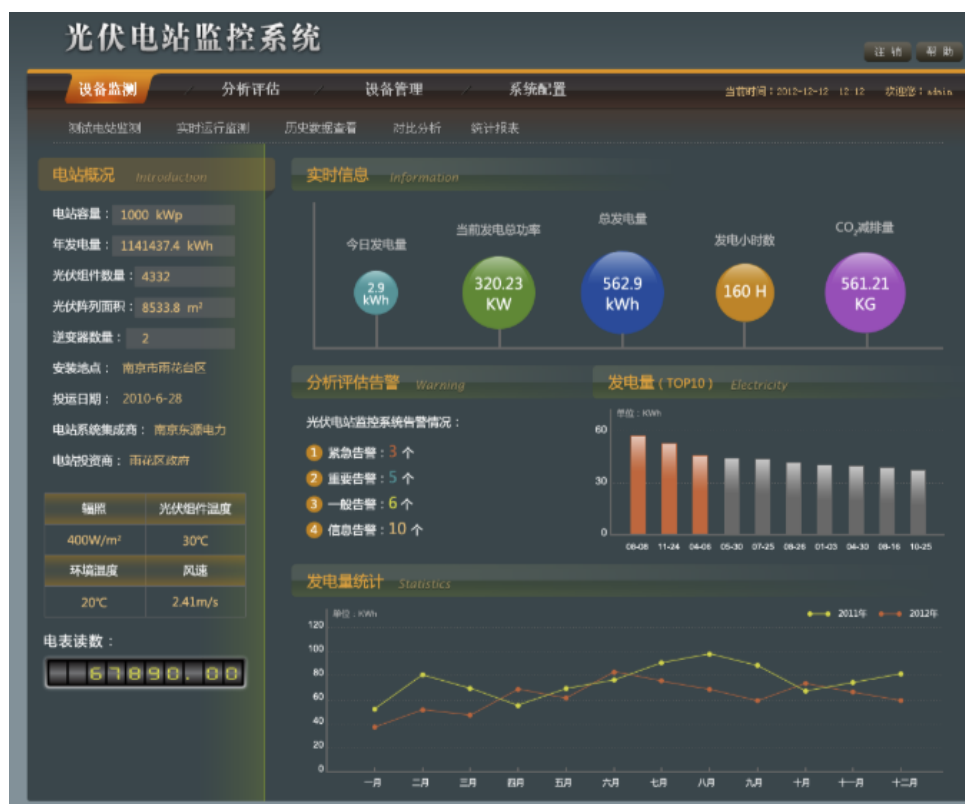 光伏电站监控系统
注销 帮助
设备监测 分析评估 设备管理 系统配置 当前时间：2012-12-12 12 12 欢迎您：admin
测试电站监测 实时运行监测 历史数据查看 对比分析 统计报表
电站概况 Introduction
电站容量： 1000 kWp
年发电量： 1141437.4 kWh
光伏组件数量： 4332
光伏阵列面积： 8533.8 m²
逆变器数量： 2
安装地点： 南京市雨花台区
投运日期： 2010-6-28
电站系统集成商： 南京东源电力
电站投资商： 雨花区政府
辐照 光伏组件温度
400W/m² 30℃
环境温度 风速
20℃ 2.41m/s
电表读数：
67890.00
实时信息 Information
今日发电量
2.9
kWh
当前发电总功率
320.23
KW
总发电量
562.9
kWh
发电小时数
160 H
CO₂减排量
561.21
KG
分析评估告警 Warning
光伏电站监控系统告警情况：
1 紧急告警：3 个
2 重要告警：5 个
3 一般告警：6 个
4 信息告警：10 个
发电量（TOP10） Electricity
单位：KWh
60
30
0
08-08 11-24 04-06 05-30 07-25 08-26 01-03 04-30 08-16 10-25
发电量统计 Statistics
单位：KWh
2011年 2012年
120
100
80
60
40
20
0
一月 二月 三月 四月 五月 六月 七月 八月 九月 十月 十一月 十二月